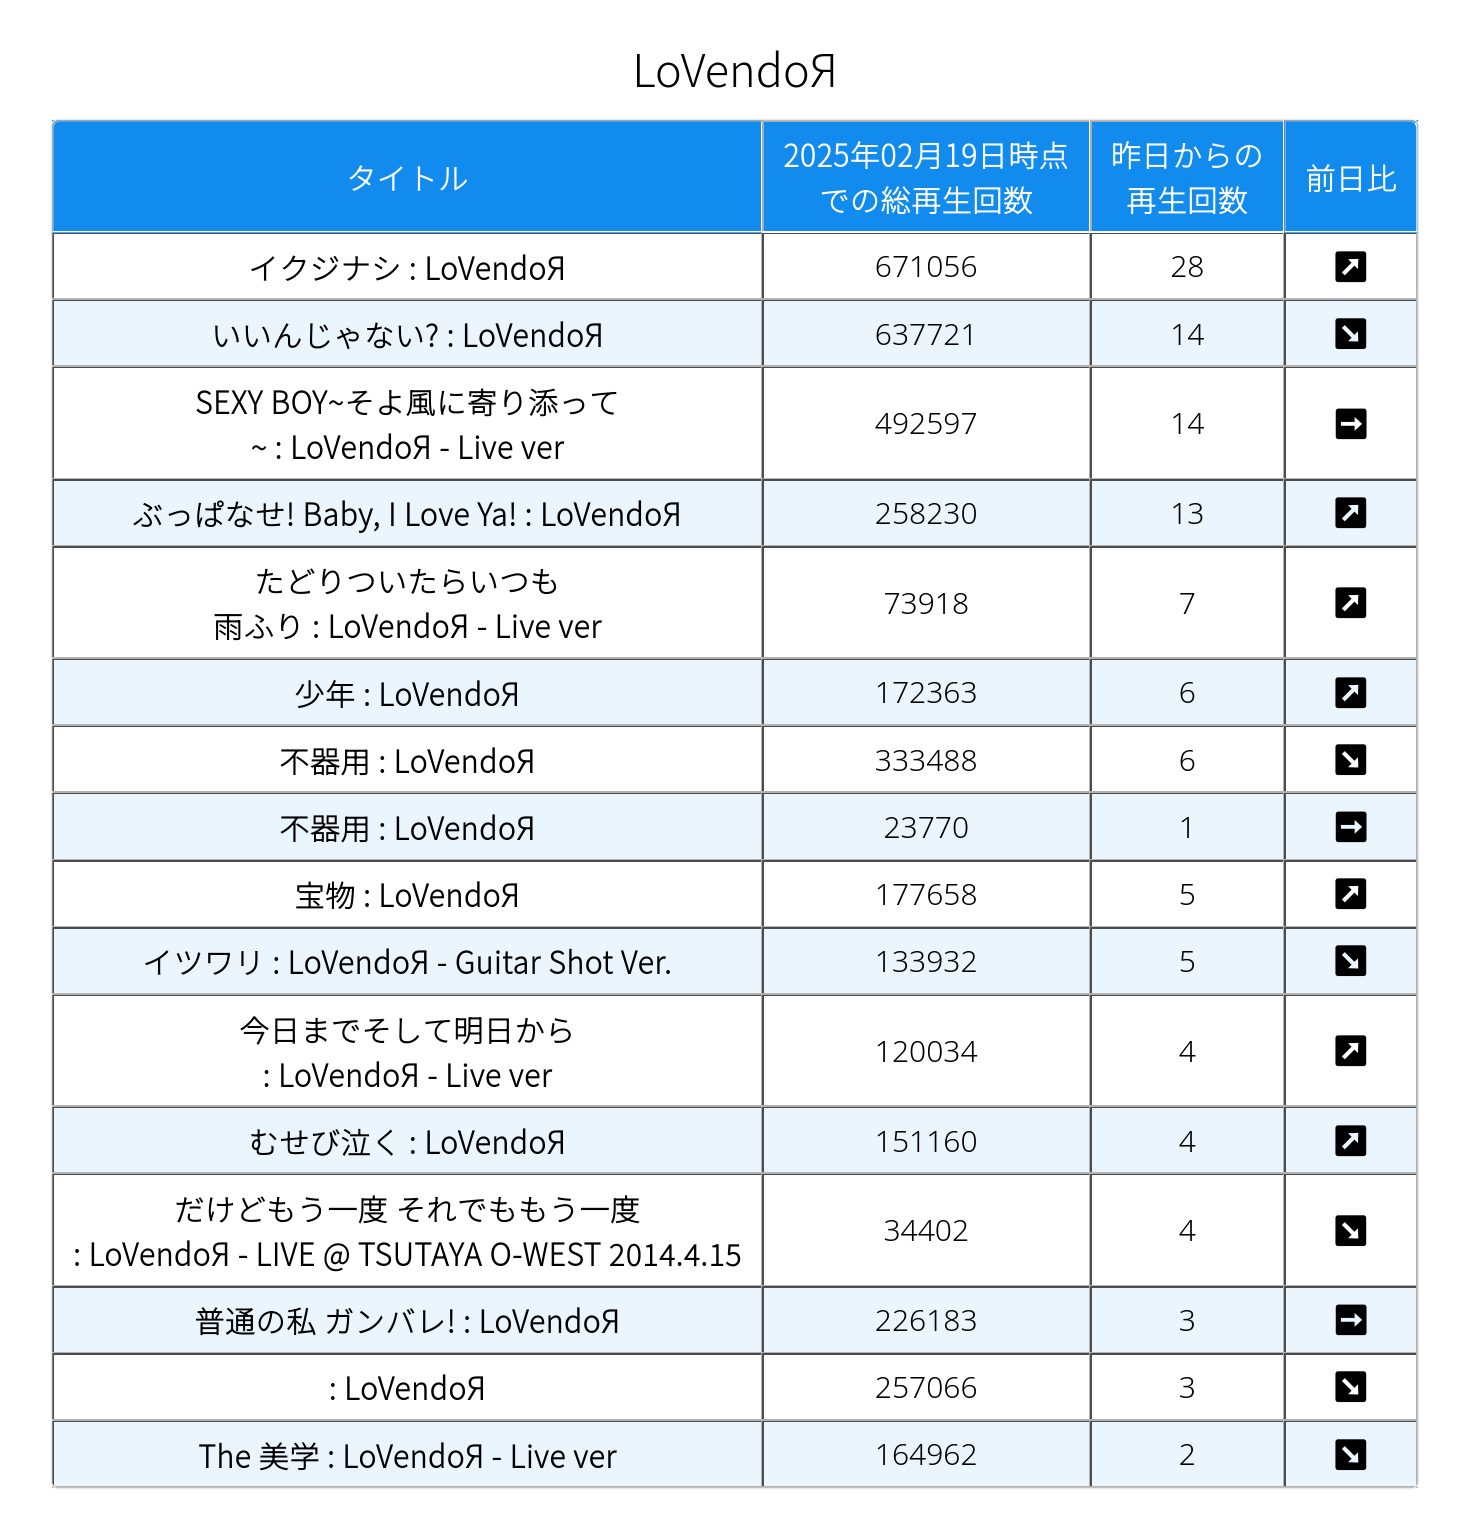 LoVendoЯ
タイトル
2025年02月19日時点
での総再生回数
昨日からの
再生回数
前日比
イクジナシ : LoVendoЯ 671056 28
いいんじゃない? : LoVendoЯ 637721 14
SEXY BOY~そよ風に寄り添って
~ : LoVendoЯ - Live ver 492597 14
ぶっぱなせ! Baby, I Love Ya! : LoVendoЯ 258230 13
たどりついたらいつも
雨ふり : LoVendoЯ - Live ver 73918 7
少年 : LoVendoЯ 172363 6
不器用 : LoVendoЯ 333488 6
不器用 : LoVendoЯ 23770 1
宝物 : LoVendoЯ 177658 5
イツワリ : LoVendoЯ - Guitar Shot Ver. 133932 5
今日までそして明日から
: LoVendoЯ - Live ver 120034 4
むせび泣く : LoVendoЯ 151160 4
だけどもう一度 それでももう一度
: LoVendoЯ - LIVE @ TSUTAYA O-WEST 2014.4.15 34402 4
普通の私 ガンバレ! : LoVendoЯ 226183 3
: LoVendoЯ 257066 3
The 美学 : LoVendoЯ - Live ver 164962 2